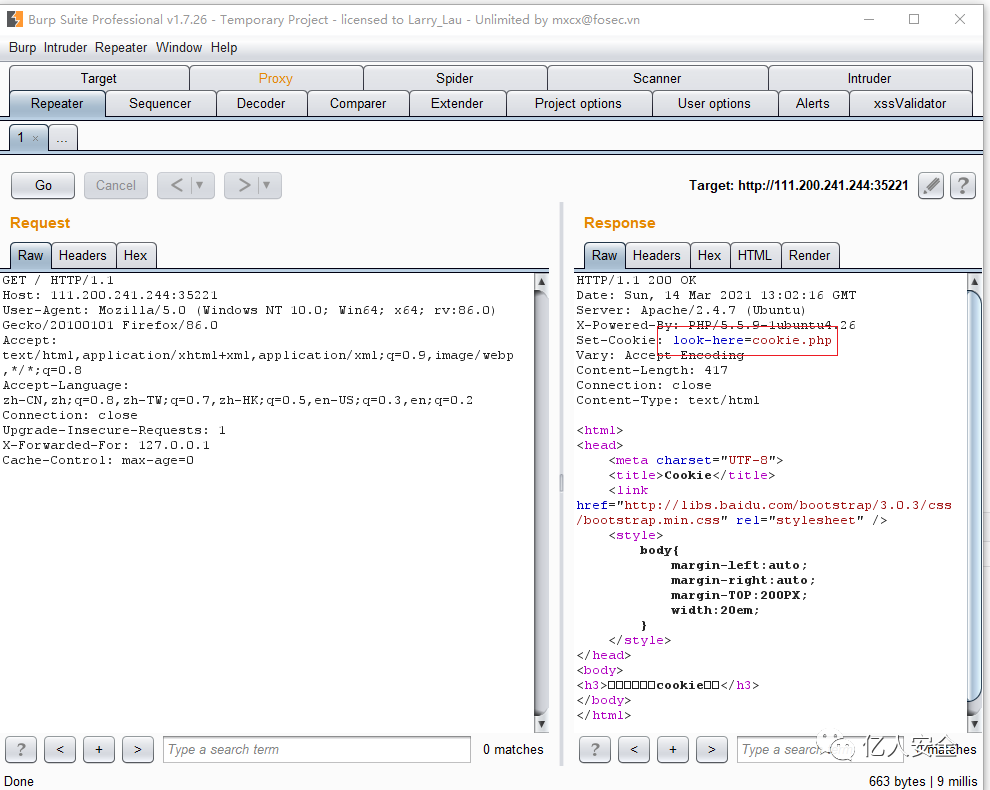 Burp Suite Professional v1.7.26 - Temporary Project - licensed to Larry_Lau - Unlimited by mxcx@fosec.vn
Burp Intruder Repeater Window Help
Target Proxy Spider Scanner Intruder
Repeater Sequencer Decoder Comparer Extender Project options User options Alerts xssValidator
1 × ...
Go Cancel < ▼ > ▼ Target: http://111.200.241.244:35221 ?
Request
Raw Headers Hex
GET / HTTP/1.1
Host: 111.200.241.244:35221
User-Agent: Mozilla/5.0 (Windows NT 10.0; Win64; x64; rv:86.0)
Gecko/20100101 Firefox/86.0
Accept:
text/html,application/xhtml+xml,application/xml;q=0.9,image/webp
,*/*;q=0.8
Accept-Language:
zh-CN,zh;q=0.8,zh-TW;q=0.7,zh-HK;q=0.5,en-US;q=0.3,en;q=0.2
Connection: close
Upgrade-Insecure-Requests: 1
X-Forwarded-For: 127.0.0.1
Cache-Control: max-age=0
? < + > Type a search term 0 matches
Response
Raw Headers Hex HTML Render
HTTP/1.1 200 OK
Date: Sun, 14 Mar 2021 13:02:16 GMT
Server: Apache/2.4.7 (Ubuntu)
X-Powered-By: PHP/5.5.9-1ubuntu4.26
Set-Cookie: look-here=cookie.php
Vary: Accept-Encoding
Content-Length: 417
Connection: close
Content-Type: text/html
<html>
<head>
<meta charset="UTF-8">
<title>Cookie</title>
<link
href="http://libs.baidu.com/bootstrap/3.0.3/css
/bootstrap.min.css" rel="stylesheet" />
<style>
body{
margin-left:auto;
margin-right:auto;
margin-TOP:200PX;
width:20em;
}
</style>
</head>
<body>
<h3>□□□□□□cookie□□</h3>
</body>
</html>
? < + > Type a search matches
亿人安全
Done 663 bytes | 9 millis